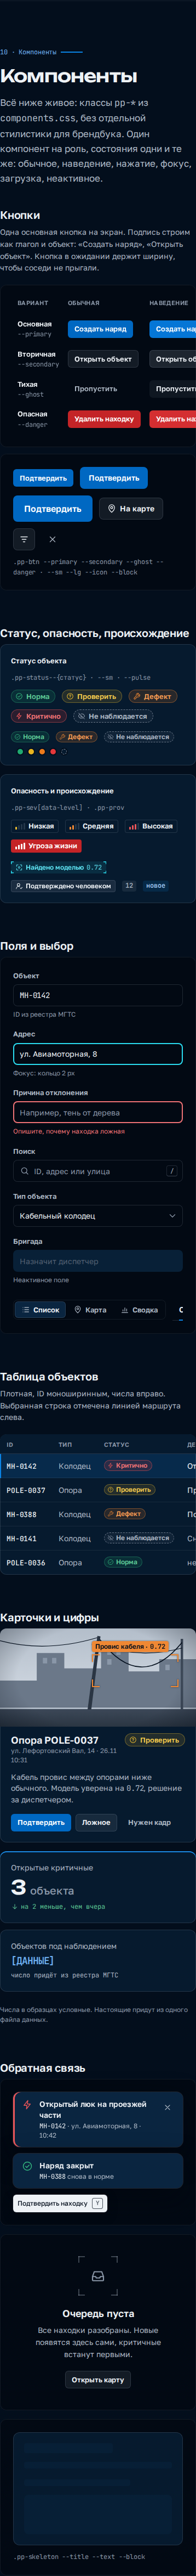 10 · Компоненты
Компоненты
Всё ниже живое: классы pp-* из
components.css, без отдельной
стилистики для брендбука. Один
компонент на роль, состояния одни и те
же: обычное, наведение, нажатие, фокус,
загрузка, неактивное.
Кнопки
Одна основная кнопка на экран. Подпись строим
как глагол и объект: «Создать наряд», «Открыть
объект». Кнопка в ожидании держит ширину,
чтобы соседи не прыгали.
ВАРИАНТ ОБЫЧНАЯ НАВЕДЕНИЕ
Основная
--primary
Создать наряд Создать нар
Вторичная
--secondary
Открыть объект Открыть об
Тихая
--ghost
Пропустить Пропустить
Опасная
--danger
Удалить находку Удалить нах
Подтвердить Подтвердить
Подтвердить На карте
.pp-btn --primary --secondary --ghost --
danger · --sm --lg --icon --block
Статус, опасность, происхождение
Статус объекта
.pp-status--{статус} · --sm · --pulse
Норма Проверить Дефект
Критично Не наблюдается
Норма Дефект Не наблюдается
Опасность и происхождение
.pp-sev[data-level] · .pp-prov
Низкая Средняя Высокая
Угроза жизни
Найдено моделью 0.72
Подтверждено человеком 12 новое
Поля и выбор
Объект
МН-0142
ID из реестра МГТС
Адрес
ул. Авиамоторная, 8
Фокус: кольцо 2 px
Причина отклонения
Например, тень от дерева
Опишите, почему находка ложная
Поиск
ID, адрес или улица /
Тип объекта
Кабельный колодец
Бригада
Назначит диспетчер
Неактивное поле
Список Карта Сводка
Таблица объектов
Плотная, ID моноширинным, числа вправо.
Выбранная строка отмечена линией маршрута
слева.
ID ТИП СТАТУС ДЕ
МН-0142 Колодец Критично От
POLE-0037 Опора Проверить Пр
МН-0388 Колодец Дефект По
МН-0141 Колодец Не наблюдается Сн
POLE-0036 Опора Норма не
Карточки и цифры
Провис кабеля · 0.72
Опора POLE-0037 Проверить
ул. Лефортовский Вал, 14 · 26.11
10:31
Кабель провис между опорами ниже
обычного. Модель уверена на 0.72, решение
за диспетчером.
Подтвердить Ложное Нужен кадр
Открытые критичные
3 объекта
↓ на 2 меньше, чем вчера
Объектов под наблюдением
[ДАННЫЕ]
число придёт из реестра МГТС
Числа в образцах условные. Настоящие придут из одного
файла данных.
Обратная связь
Открытый люк на проезжей
части
МН-0142 · ул. Авиамоторная, 8 ·
10:42
Наряд закрыт
МН-0388 снова в норме
Подтвердить находку Y
Очередь пуста
Все находки разобраны. Новые
появятся здесь сами, критичные
встанут первыми.
Открыть карту
.pp-skeleton --title --text --block